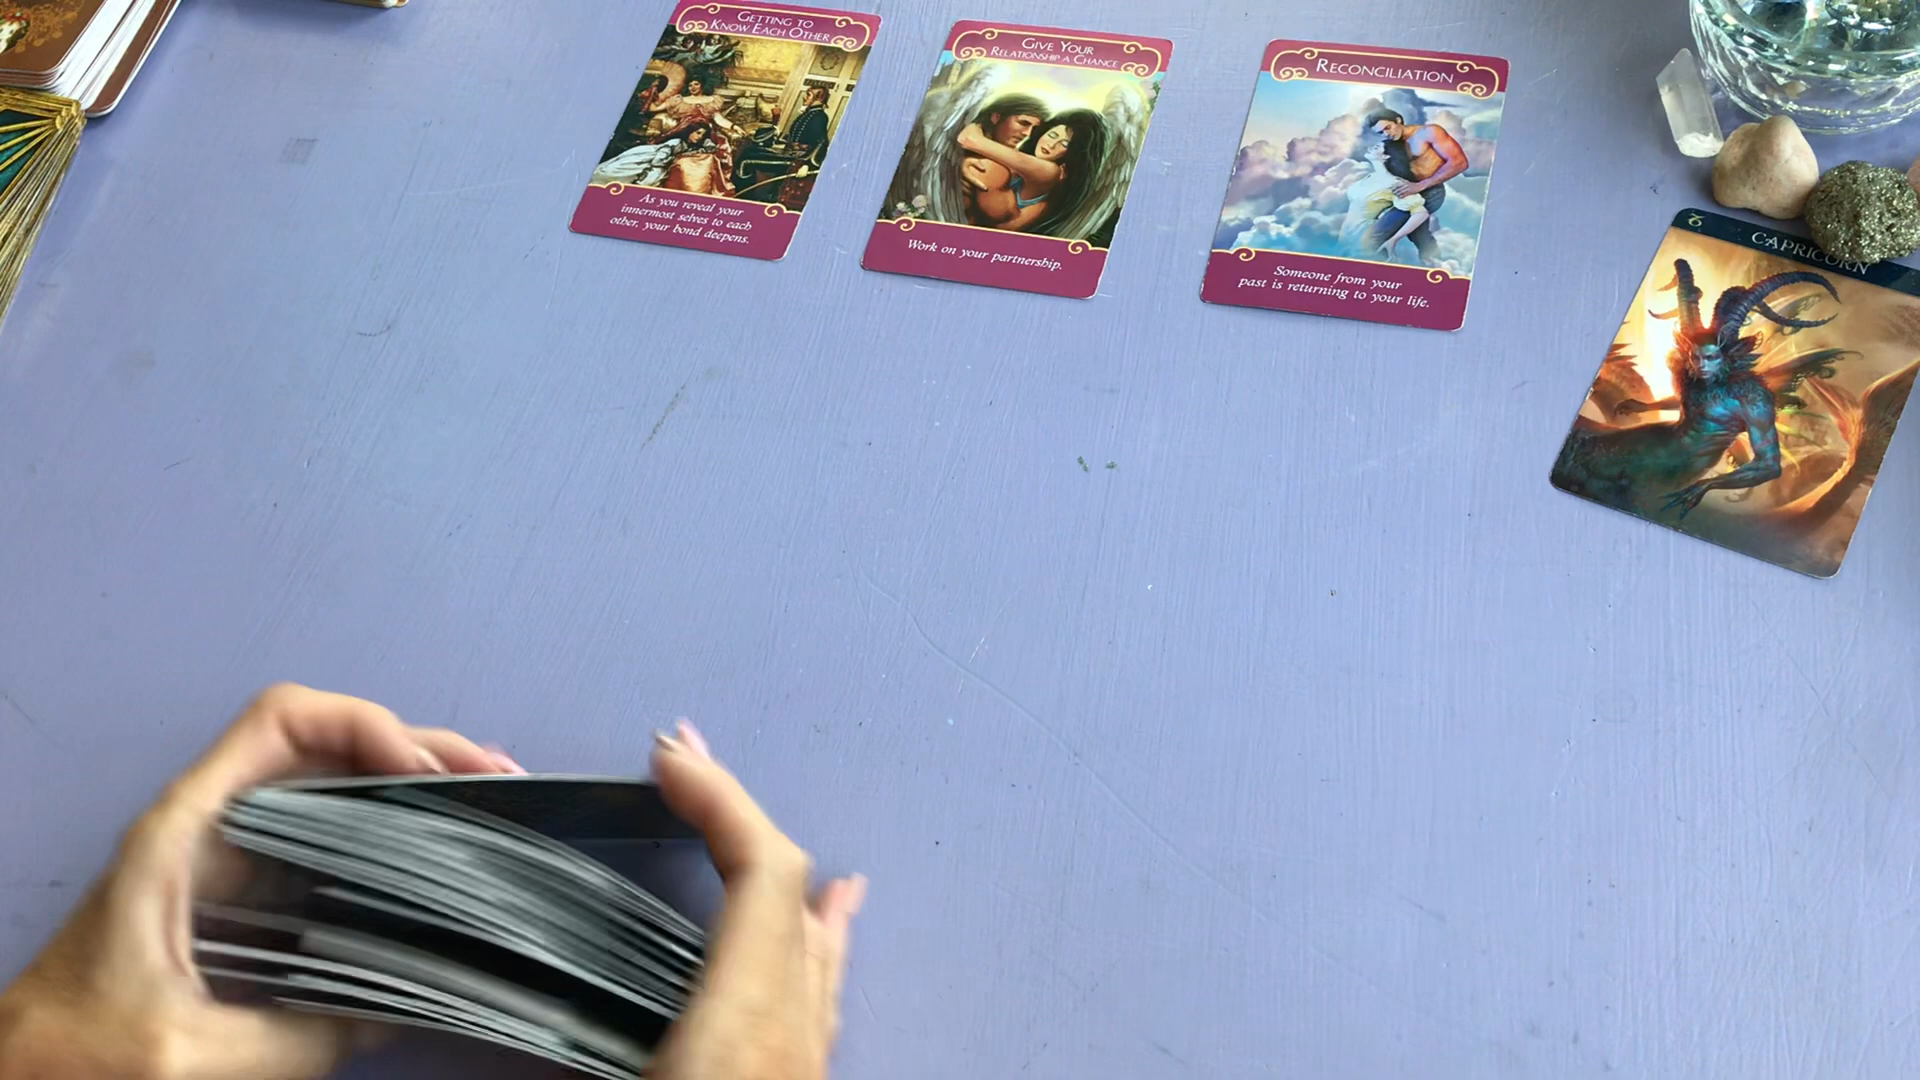 GETTING TO
KNOW EACH OTHER
As you reveal your
innermost selves to each
other, your bond deepens.
GIVE YOUR
RELATIONSHIP A CHANCE
Work on your partnership.
RECONCILIATION
Someone from your
past is returning to your life.
CAPRICORN